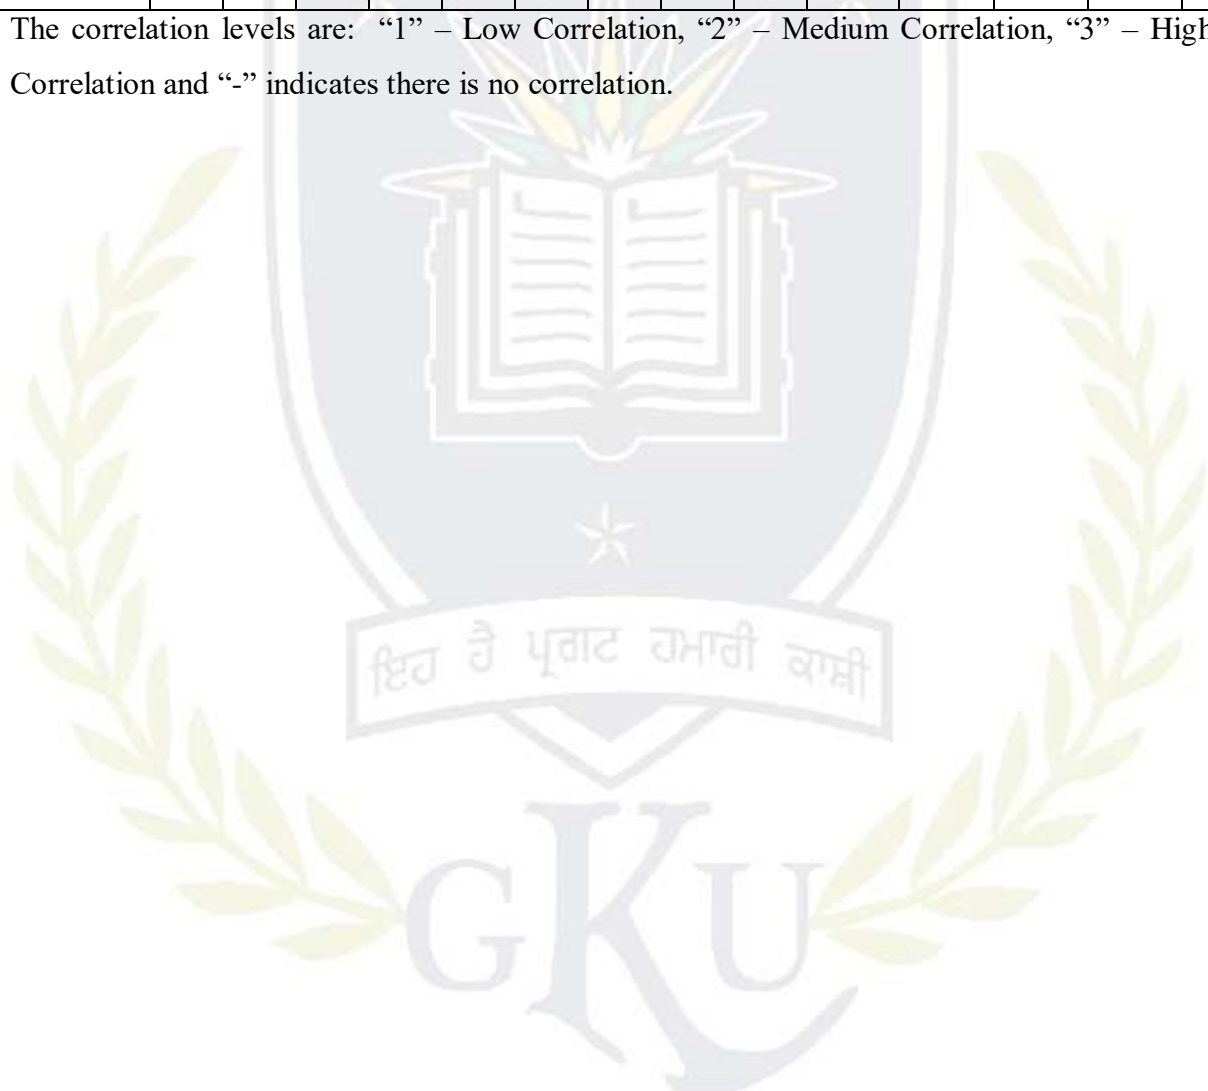 The correlation levels are: “1” – Low Correlation, “2” – Medium Correlation, “3” – High
Correlation and “-” indicates there is no correlation.
ਇਹ ਹੈ ਪ੍ਰਗਟ ਹਮਾਰੀ ਕਾਸ਼ੀ
GKU